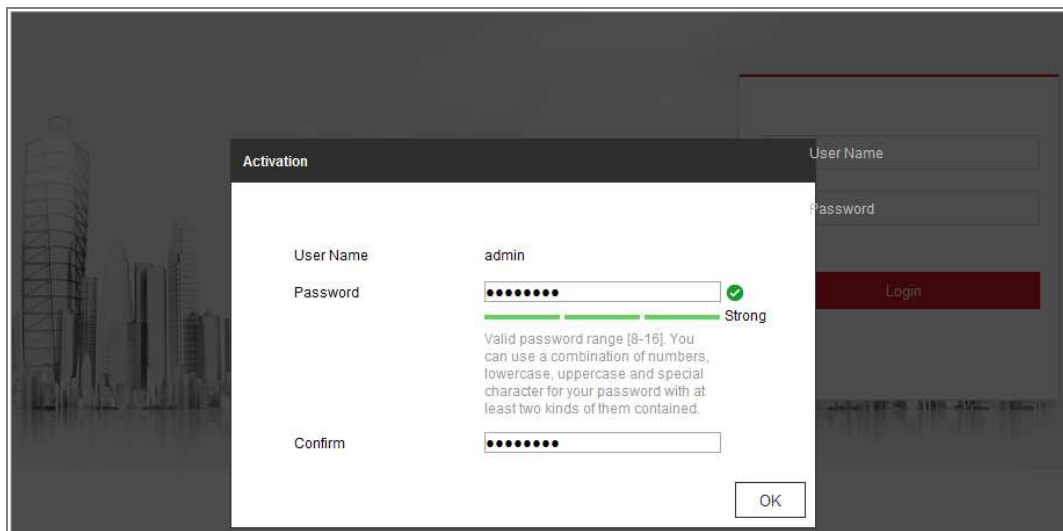 Activation
User Name
Password
Login
User Name admin
Password ●●●●●●●●
Strong
Valid password range [8-16]. You
can use a combination of numbers,
lowercase, uppercase and special
character for your password with at
least two kinds of them contained.
Confirm ●●●●●●●●
OK